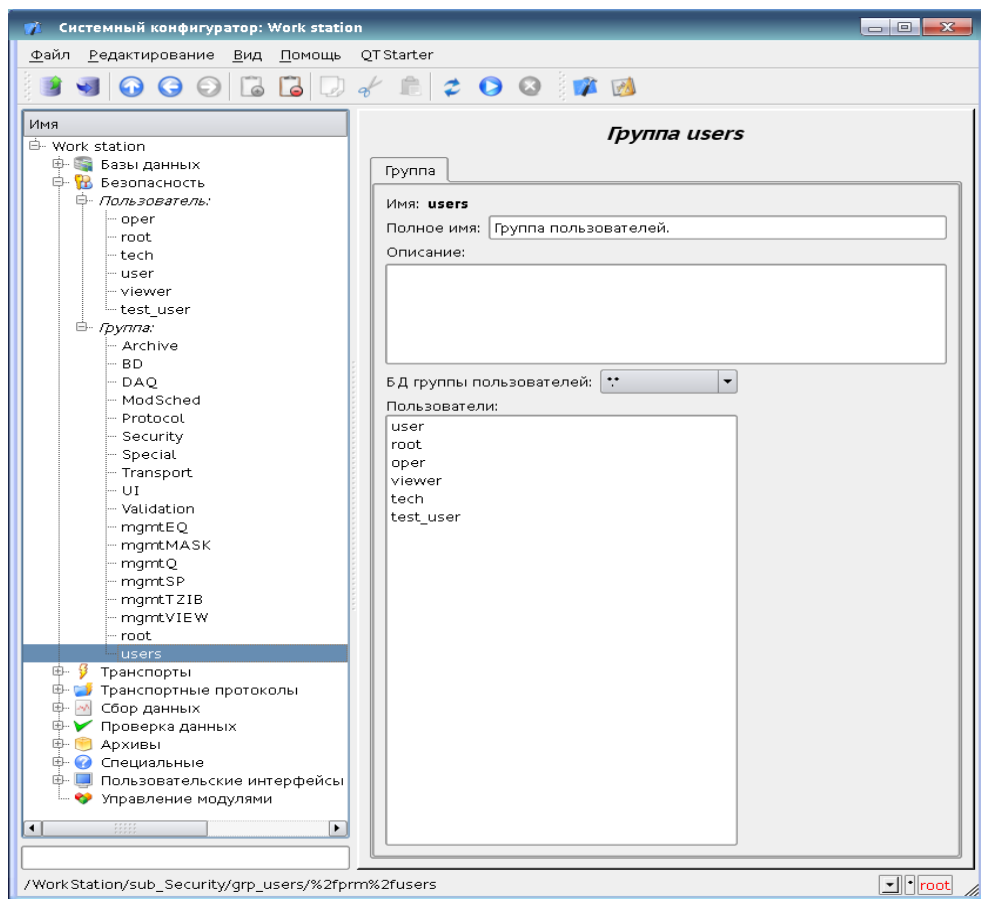 Системный конфигуратор: Work station
Файл Редактирование Вид Помощь QTStarter
Имя
Work station
Базы данных
Безопасность
Пользователь:
oper
root
tech
user
viewer
test_user
Группа:
Archive
BD
DAQ
ModSched
Protocol
Security
Special
Transport
UI
Validation
mgmtEQ
mgmtMASK
mgmtQ
mgmtSP
mgmtTZIB
mgmtVIEW
root
users
Транспорты
Транспортные протоколы
Сбор данных
Проверка данных
Архивы
Специальные
Пользовательские интерфейсы
Управление модулями
Группа users
Группа
Имя: users
Полное имя: Группа пользователей.
Описание:
БД группы пользователей: *.*
Пользователи:
user
root
oper
viewer
tech
test_user
/WorkStation/sub_Security/grp_users/%2fprm%2fusers
* root